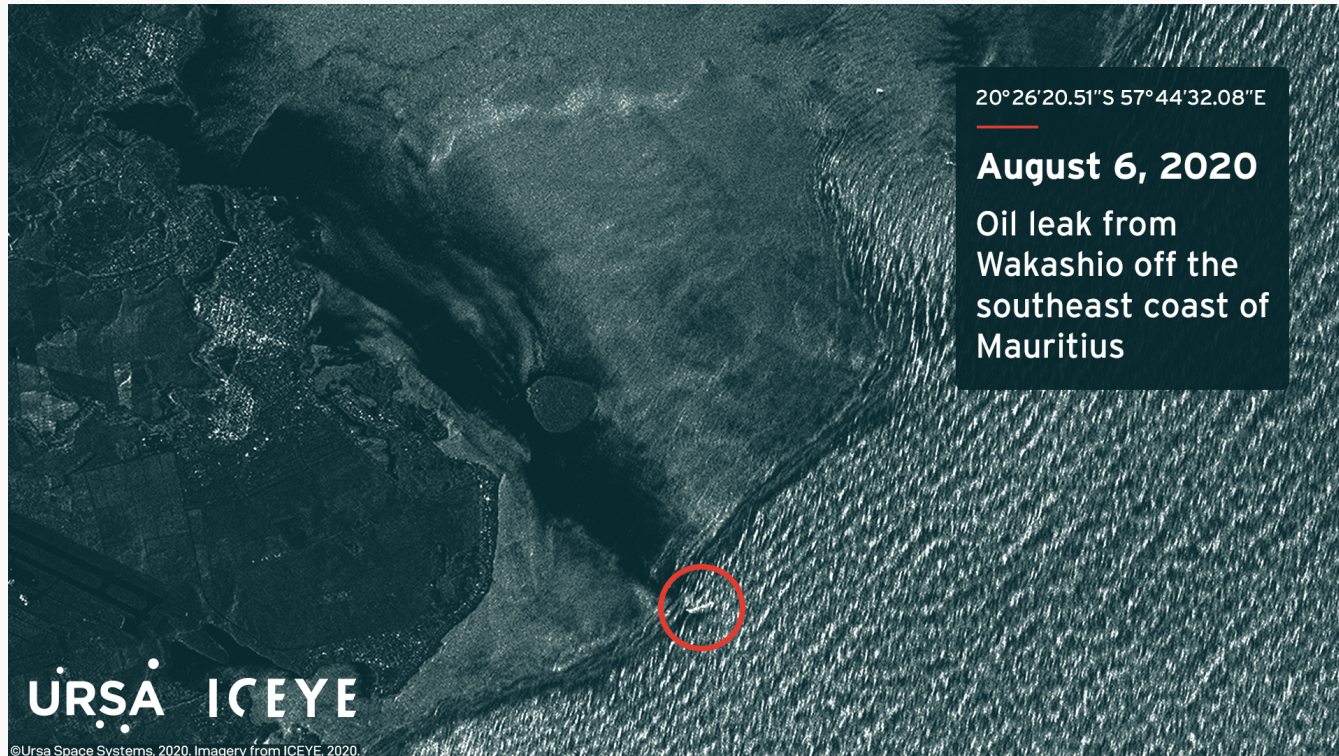 20°26'20.51"S 57°44'32.08"E
August 6, 2020
Oil leak from
Wakashio off the
southeast coast of
Mauritius
URSA ICEYE
©Ursa Space Systems, 2020. Imagery from ICEYE, 2020.